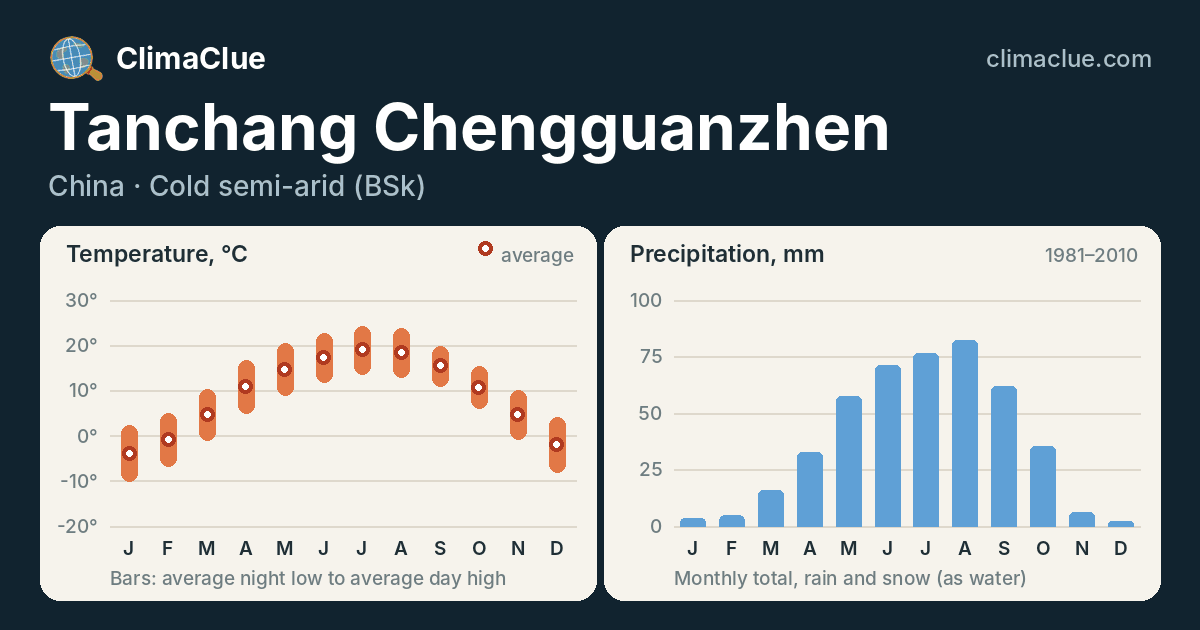 ClimaClue
climaclue.com
Tanchang Chengguanzhen
China · Cold semi-arid (BSk)
Temperature, °C
average
30°
20°
10°
0°
-10°
-20°
J F M A M J J A S O N D
Bars: average night low to average day high
Precipitation, mm
1981–2010
100
75
50
25
0
J F M A M J J A S O N D
Monthly total, rain and snow (as water)